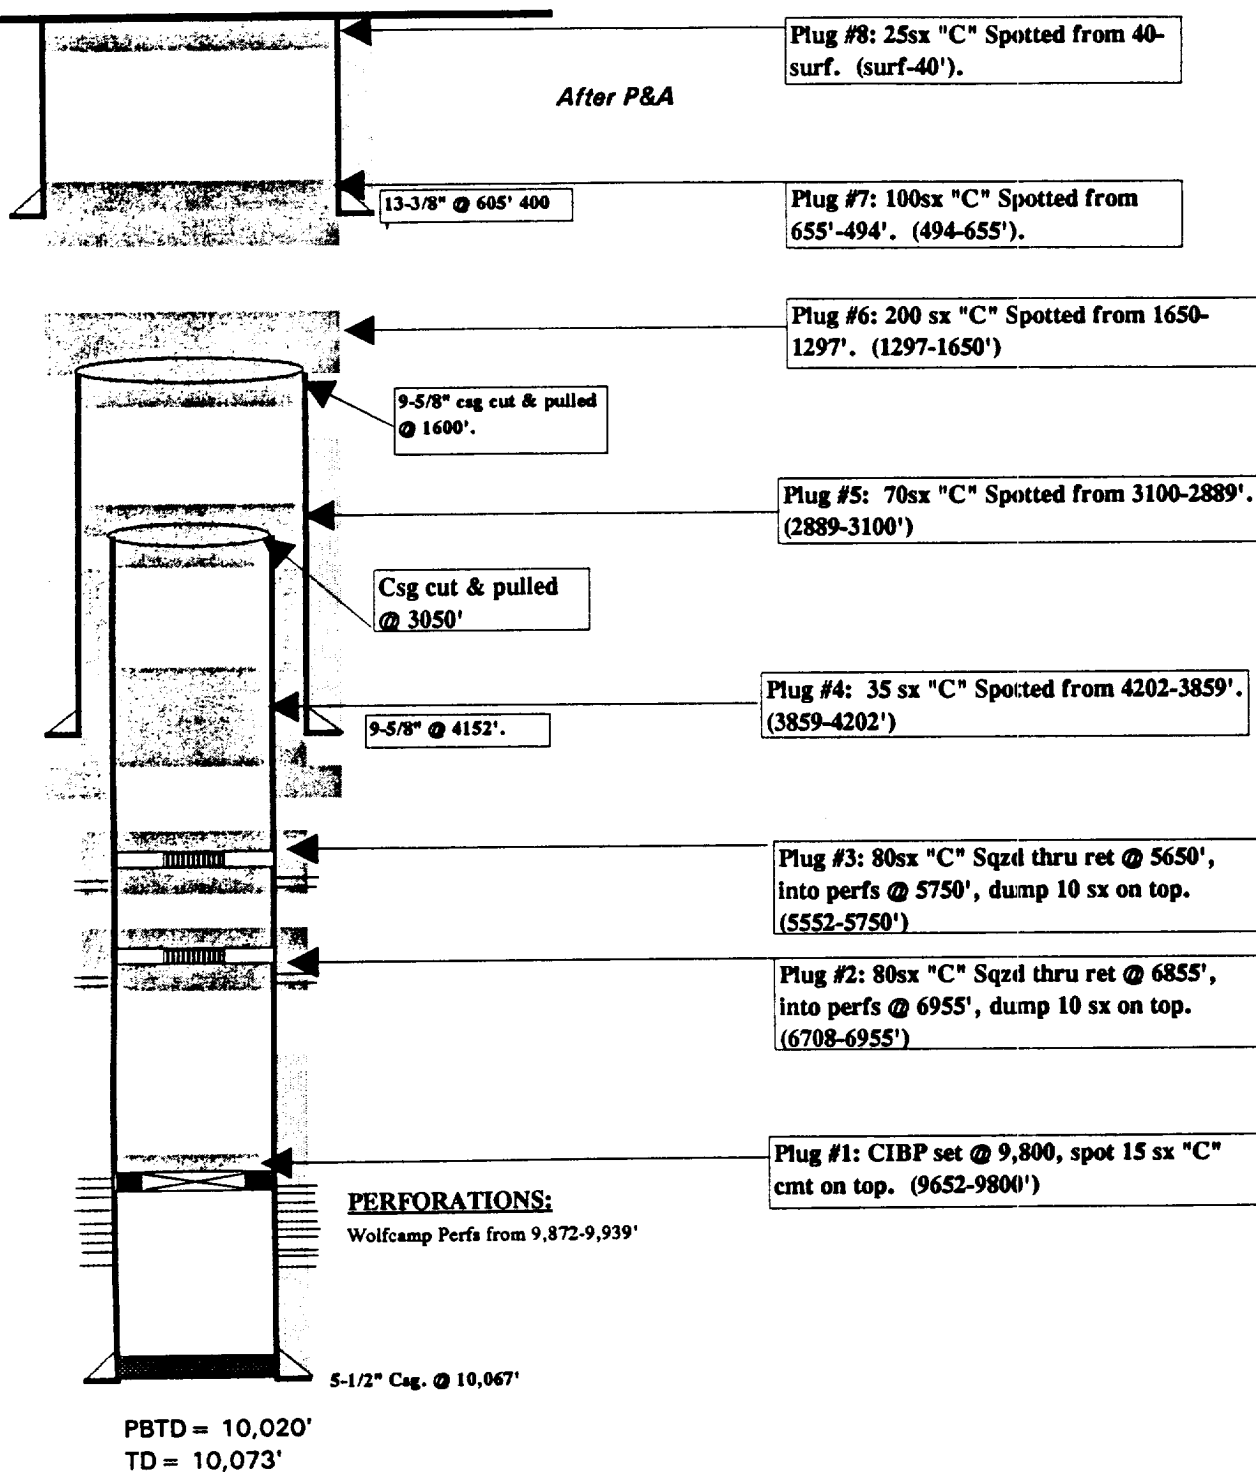 Plug #8: 25sx "C" Spotted from 40-
surf. (surf-40').
After P&A
13-3/8" @ 605' 400
Plug #7: 100sx "C" Spotted from
655'-494'. (494-655').
Plug #6: 200 sx "C" Spotted from 1650-
1297'. (1297-1650')
9-5/8" csg cut & pulled
@ 1600'.
Plug #5: 70sx "C" Spotted from 3100-2889'.
(2889-3100')
Csg cut & pulled
@ 3050'
Plug #4: 35 sx "C" Spotted from 4202-3859'.
(3859-4202')
9-5/8" @ 4152'.
Plug #3: 80sx "C" Sqzd thru ret @ 5650',
into perfs @ 5750', dump 10 sx on top.
(5552-5750')
Plug #2: 80sx "C" Sqzd thru ret @ 6855',
into perfs @ 6955', dump 10 sx on top.
(6708-6955')
Plug #1: CIBP set @ 9,800, spot 15 sx "C"
cmt on top. (9652-9800')
PERFORATIONS:
Wolfcamp Perfs from 9,872-9,939'
5-1/2" Csg. @ 10,067'
PBTD = 10,020'
TD = 10,073'